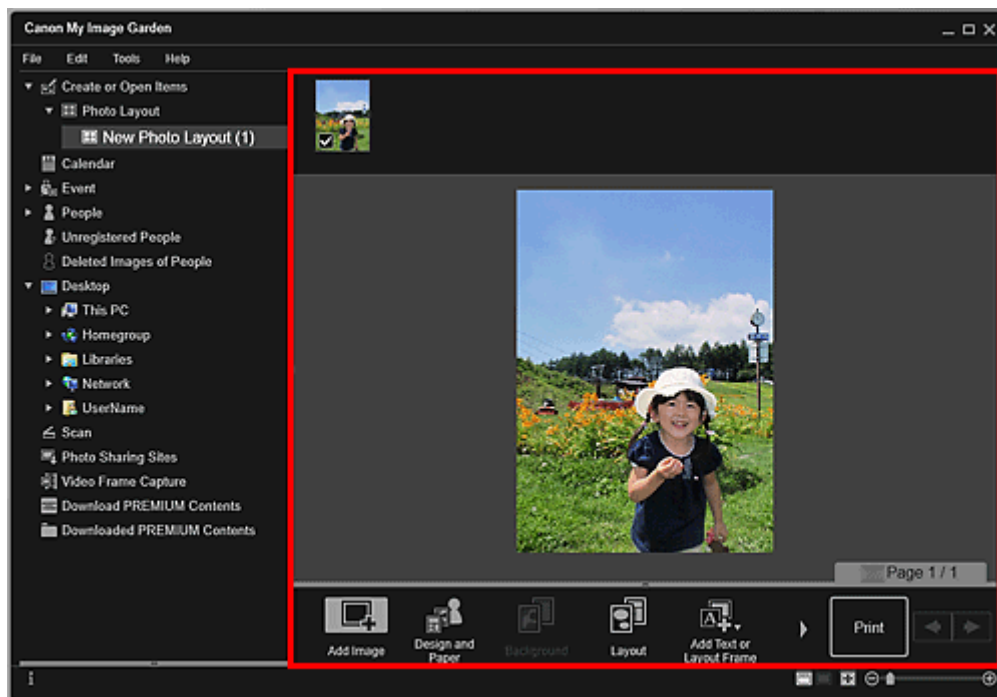 Canon My Image Garden
File Edit Tools Help
Create or Open Items
Photo Layout
New Photo Layout (1)
Calendar
Event
People
Unregistered People
Deleted Images of People
Desktop
This PC
Homegroup
Libraries
Network
UserName
Scan
Photo Sharing Sites
Video Frame Capture
Download PREMIUM Contents
Downloaded PREMIUM Contents
Page 1 / 1
Add Image
Design and
Paper
Background
Layout
Add Text or
Layout Frame
Print